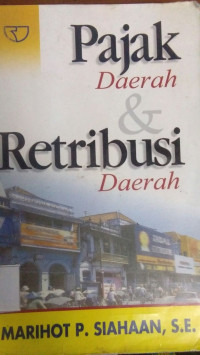 Pajak
Daerah
&
Retribusi
Daerah
MARIHOT P. SIAHAAN, S.E.